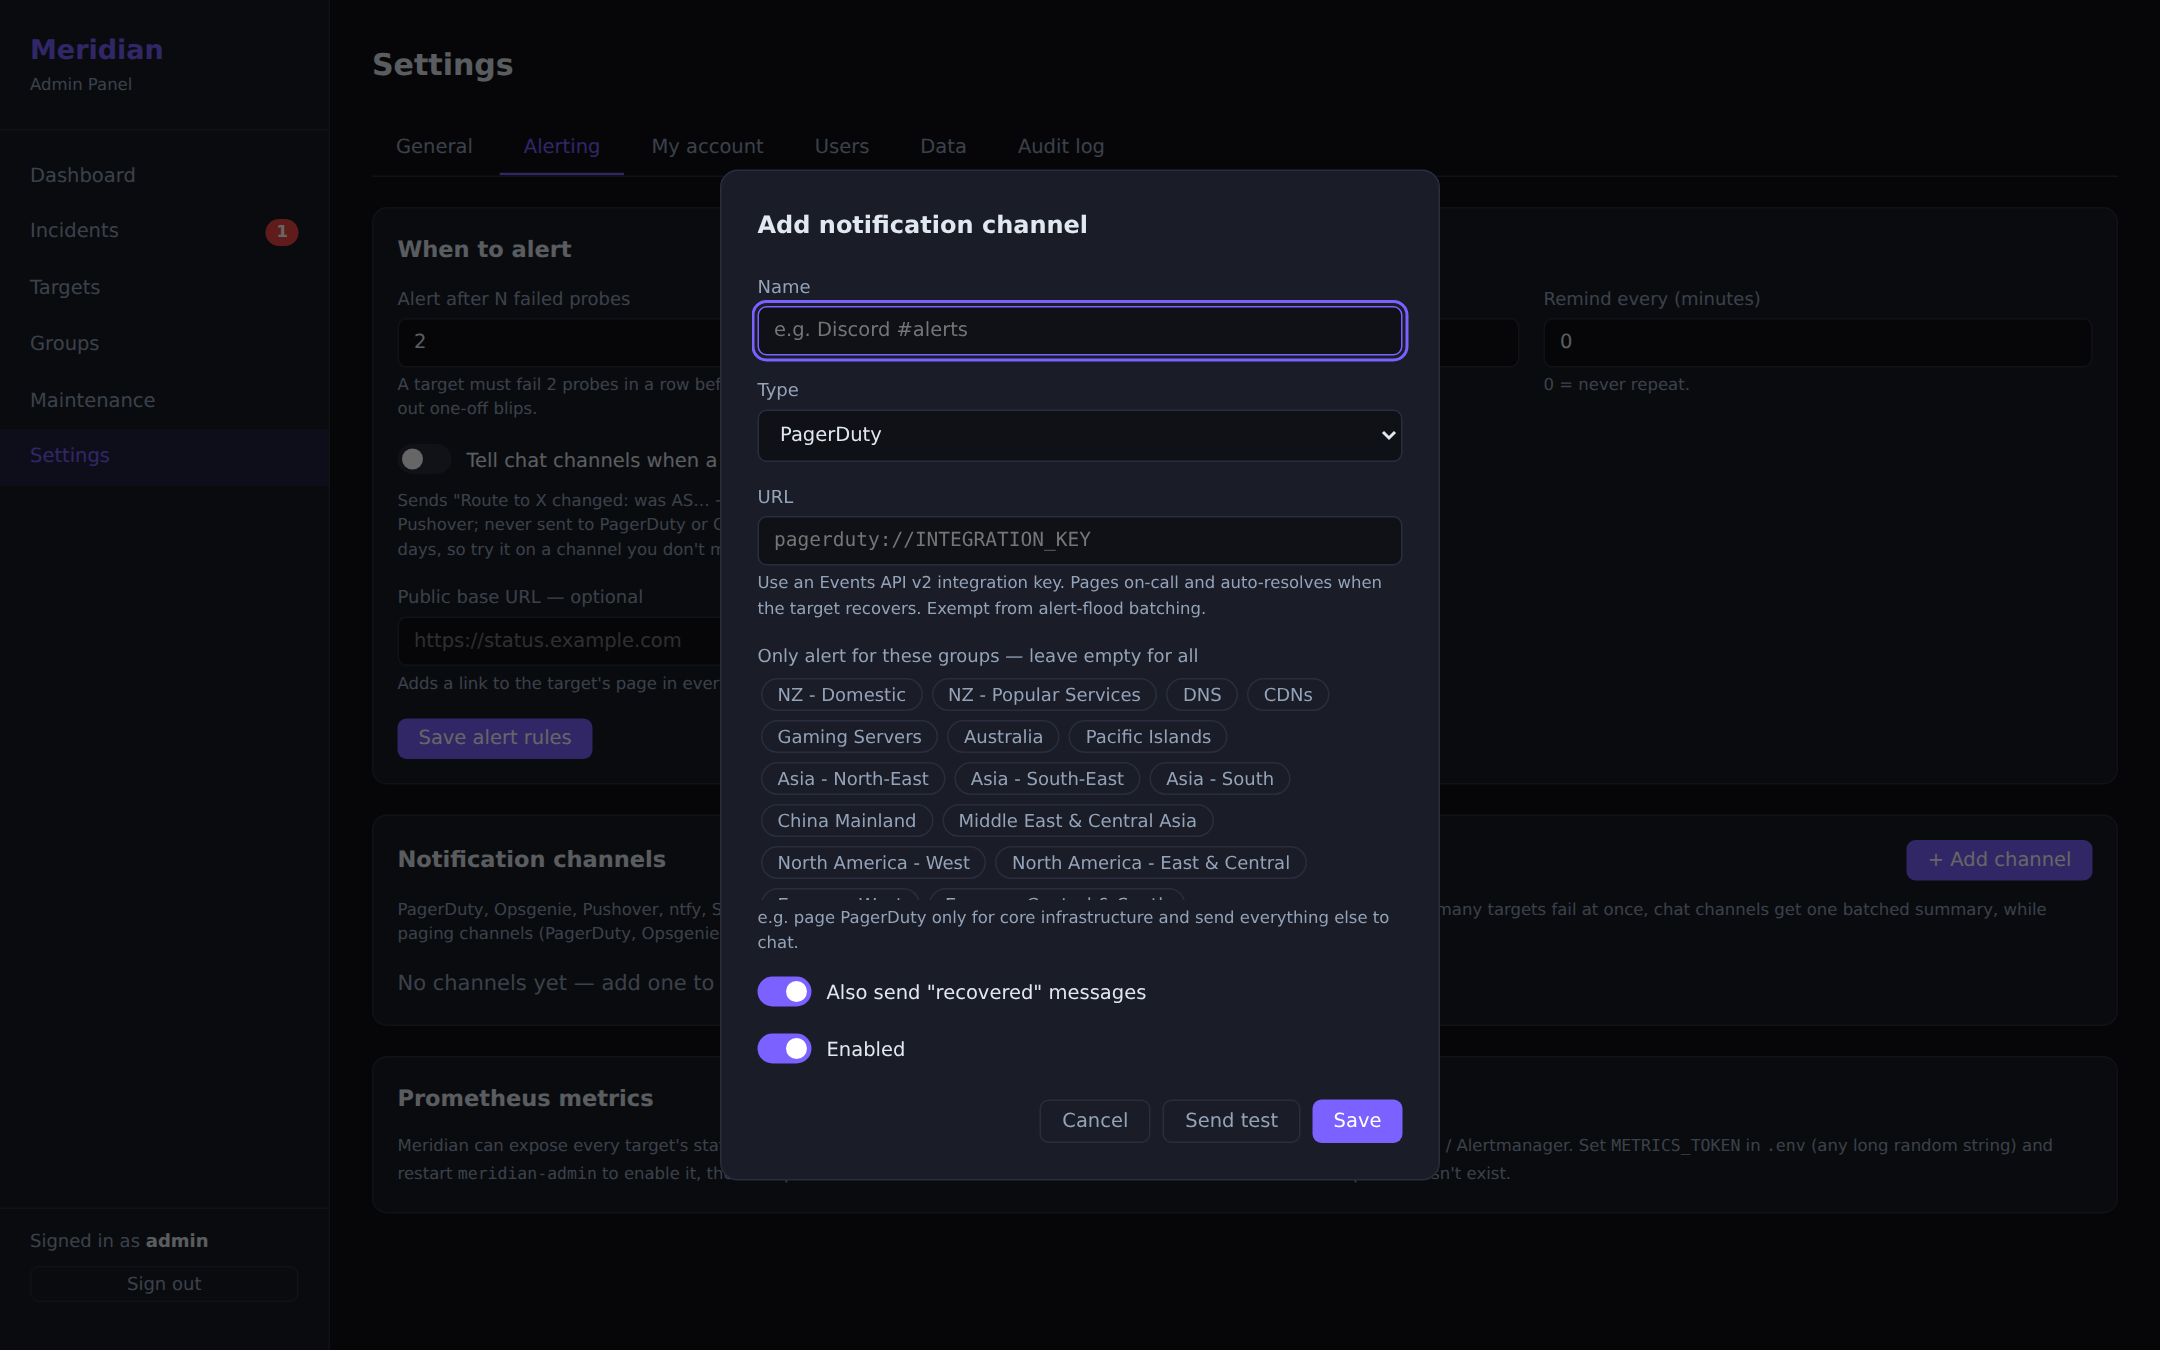 Meridian
Admin Panel
Dashboard
Incidents 1
Targets
Groups
Maintenance
Settings
Signed in as admin
Sign out
Settings
General Alerting My account Users Data Audit log
When to alert
Alert after N failed probes
2
A target must fail 2 probes in a row
out one-off blips.
Remind every (minutes)
0
0 = never repeat.
Tell chat channels when a
Sends "Route to X changed: was AS…
Pushover; never sent to PagerDuty or
days, so try it on a channel you don't
Public base URL — optional
https://status.example.com
Adds a link to the target's page in
Save alert rules
Notification channels
+ Add channel
PagerDuty, Opsgenie, Pushover, ntfy,
many targets fail at once, chat channels get one batched summary, while
paging channels (PagerDuty, Opsgenie
No channels yet — add one to
Prometheus metrics
Meridian can expose every target's
/ Alertmanager. Set METRICS_TOKEN in .env (any long random string) and
restart meridian-admin to enable it,
exist.
Add notification channel
Name
e.g. Discord #alerts
Type
PagerDuty
URL
pagerduty://INTEGRATION_KEY
Use an Events API v2 integration key. Pages on-call and auto-resolves when
the target recovers. Exempt from alert-flood batching.
Only alert for these groups — leave empty for all
NZ - Domestic NZ - Popular Services DNS CDNs
Gaming Servers Australia Pacific Islands
Asia - North-East Asia - South-East Asia - South
China Mainland Middle East & Central Asia
North America - West North America - East & Central
e.g. page PagerDuty only for core infrastructure and send everything else to
chat.
Also send "recovered" messages
Enabled
Cancel Send test Save